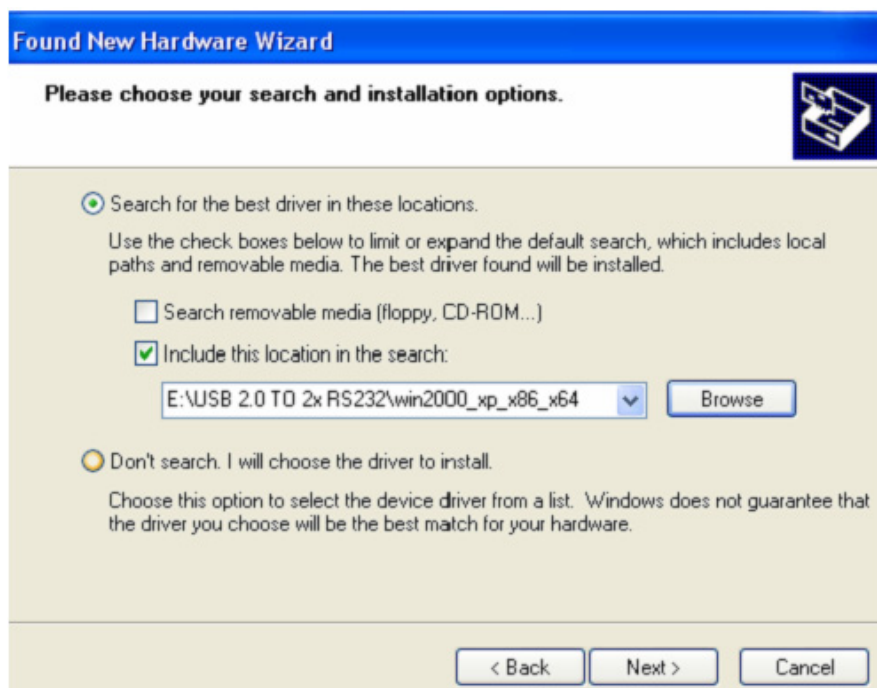 Found New Hardware Wizard
Please choose your search and installation options.
Search for the best driver in these locations.
Use the check boxes below to limit or expand the default search, which includes local
paths and removable media. The best driver found will be installed.
Search removable media (floppy, CD-ROM...)
Include this location in the search:
E:\USB 2.0 TO 2x RS232\win2000_xp_x86_x64
Browse
Don't search. I will choose the driver to install.
Choose this option to select the device driver from a list.  Windows does not guarantee that
the driver you choose will be the best match for your hardware.
< Back
Next >
Cancel